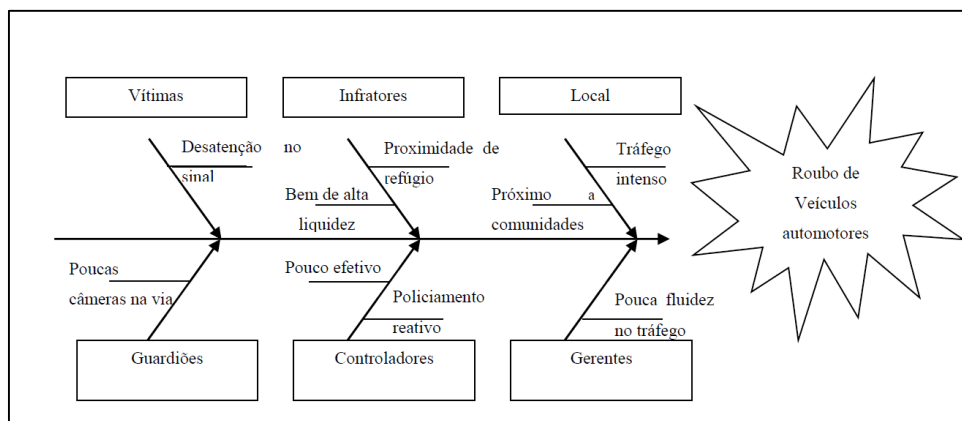 Vítimas
Infratores
Local
Desatenção no
sinal
Proximidade de
refúgio
Bem de alta
liquidez
Tráfego
intenso
Próximo a
comunidades
Roubo de
Veículos
automotores
Poucas
câmeras na via
Pouco efetivo
Policiamento
reativo
Pouca fluidez
no tráfego
Guardiões
Controladores
Gerentes